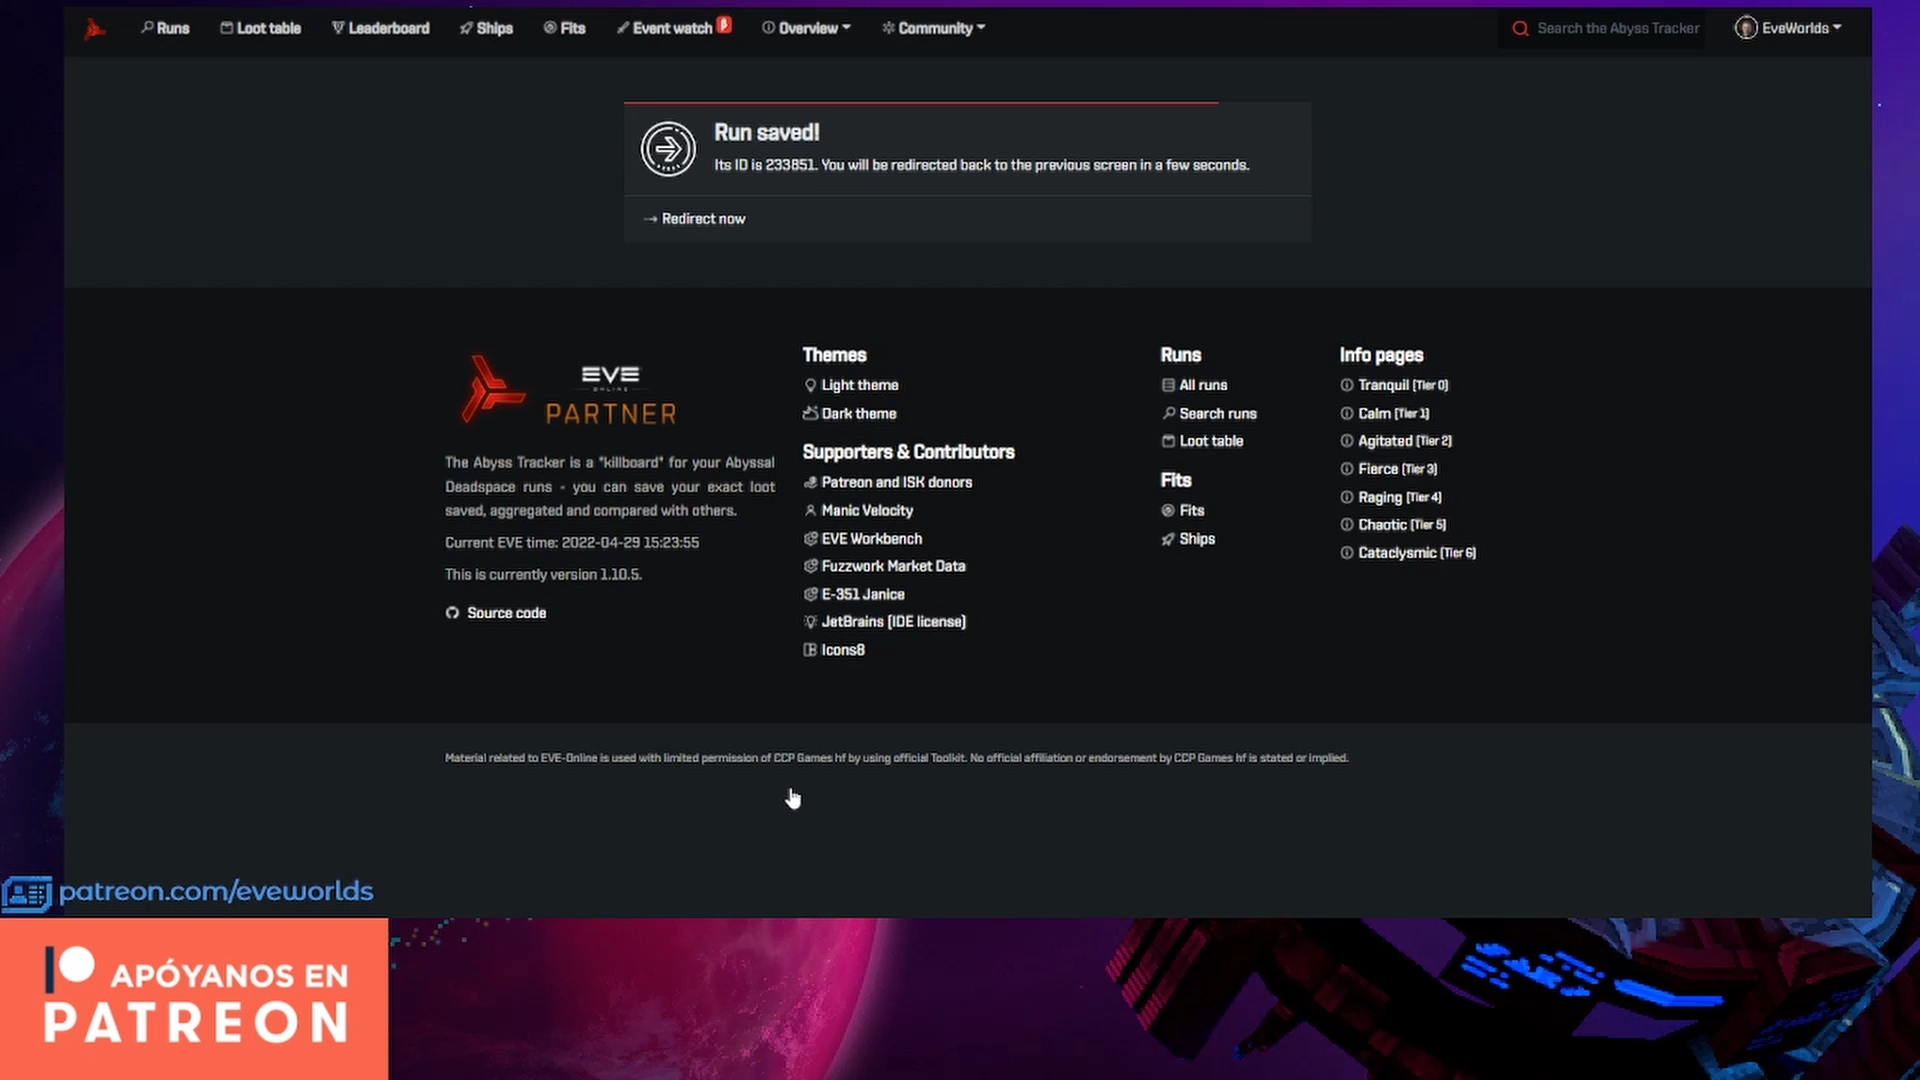 Runs Loot table Leaderboard Ships Fits Event watch β Overview Community Search the Abyss Tracker EveWorlds
Run saved!
Its ID is 233851. You will be redirected back to the previous screen in a few seconds.
→ Redirect now
EVE
ONLINE
PARTNER
The Abyss Tracker is a "killboard" for your Abyssal
Deadspace runs - you can save your exact loot
saved, aggregated and compared with others.
Current EVE time: 2022-04-29 15:23:55
This is currently version 1.10.5.
Source code
Themes
Light theme
Dark theme
Supporters & Contributors
Patreon and ISK donors
Manic Velocity
EVE Workbench
Fuzzwork Market Data
E-351 Janice
JetBrains [IDE license]
Icons8
Runs
All runs
Search runs
Loot table
Fits
Fits
Ships
Info pages
Tranquil [Tier 0]
Calm [Tier 1]
Agitated [Tier 2]
Fierce [Tier 3]
Raging [Tier 4]
Chaotic [Tier 5]
Cataclysmic [Tier 6]
Material related to EVE-Online is used with limited permission of CCP Games hf by using official Toolkit. No official affiliation or endorsement by CCP Games hf is stated or implied.
patreon.com/eveworlds
APÓYANOS EN
PATREON